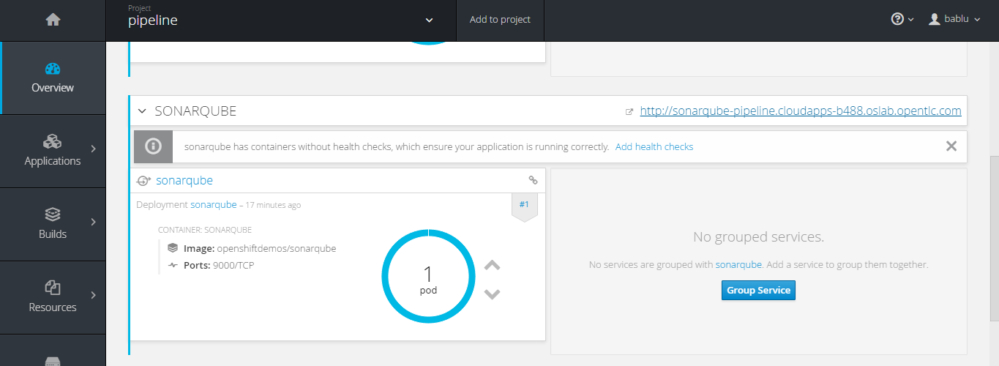 Project
pipeline
Add to project
bablu
Overview
Applications
Builds
Resources
SONARQUBE
http://sonarqube-pipeline.cloudapps-b488.oslab.opentlc.com
sonarqube has containers without health checks, which ensure your application is running correctly. Add health checks
sonarqube
Deployment sonarqube – 17 minutes ago
#1
CONTAINER: SONARQUBE
Image: openshiftdemos/sonarqube
Ports: 9000/TCP
1
pod
No grouped services.
No services are grouped with sonarqube. Add a service to group them together.
Group Service